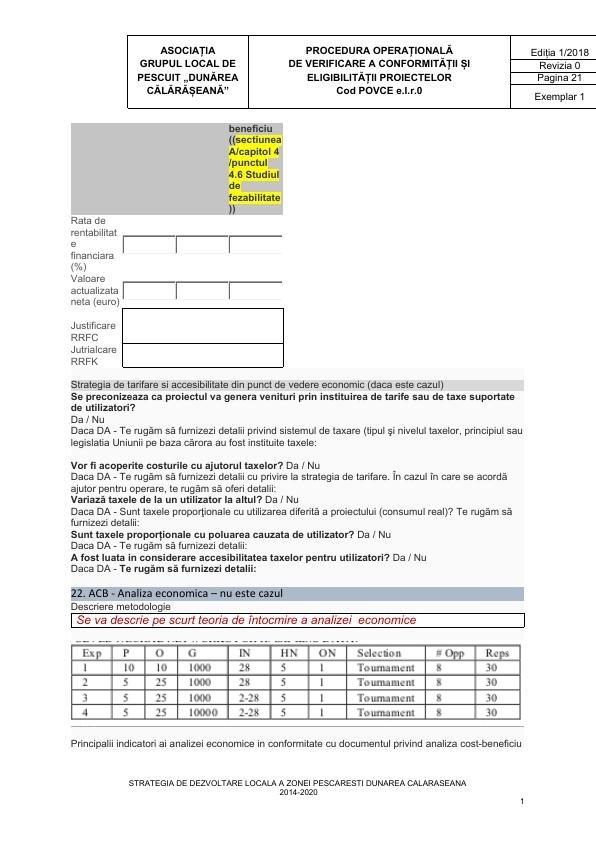 ASOCIAȚIA
GRUPUL LOCAL DE
PESCUIT „DUNĂREA
CĂLĂRĂȘEANĂ”
PROCEDURA OPERAȚIONALĂ
DE VERIFICARE A CONFORMITĂȚII ȘI
ELIGIBILITĂȚII PROIECTELOR
Cod POVCE e.l.r.0
Ediția 1/2018
Revizia 0
Pagina 21
Exemplar 1
beneficiu
((sectiunea
A/capitol 4
/punctul
4.6 Studiul
de
fezabilitate
))
Rata de
rentabilitat
e
financiara
(%)
Valoare
actualizata
neta (euro)
Justificare
RRFC
Jutrialcare
RRFK
Strategia de tarifare si accesibilitate din punct de vedere economic (daca este cazul)
Se preconizeaza ca proiectul va genera venituri prin instituirea de tarife sau de taxe suportate
de utilizatori?
Da / Nu
Daca DA - Te rugăm să furnizezi detalii privind sistemul de taxare (tipul şi nivelul taxelor, principiul sau
legislatia Uniunii pe baza cărora au fost instituite taxele:
Vor fi acoperite costurile cu ajutorul taxelor? Da / Nu
Daca DA - Te rugăm să furnizezi detalii cu privire la strategia de tarifare. În cazul în care se acordă
ajutor pentru operare, te rugăm să oferi detalii:
Variază taxele de la un utilizator la altul? Da / Nu
Daca DA - Sunt taxele proporţionale cu utilizarea diferită a proiectului (consumul real)? Te rugăm să
furnizezi detalii:
Sunt taxele proporţionale cu poluarea cauzata de utilizator? Da / Nu
Daca DA - Te rugăm să furnizezi detalii:
A fost luata in considerare accesibilitatea taxelor pentru utilizatori? Da / Nu
Daca DA - Te rugăm să furnizezi detalii:
22. ACB - Analiza economica – nu este cazul
Descriere metodologie
Se va descrie pe scurt teoria de întocmire a analizei economice
Exp P O G IN HN ON Selection # Opp Reps
1 10 10 1000 28 5 1 Tournament 8 30
2 5 25 1000 28 5 1 Tournament 8 30
3 5 25 1000 2-28 5 1 Tournament 8 30
4 5 25 10000 2-28 5 1 Tournament 8 30
Principalii indicatori ai analizei economice in conformitate cu documentul privind analiza cost-beneficiu
STRATEGIA DE DEZVOLTARE LOCALA A ZONEI PESCARESTI DUNAREA CALARASEANA
2014-2020
1